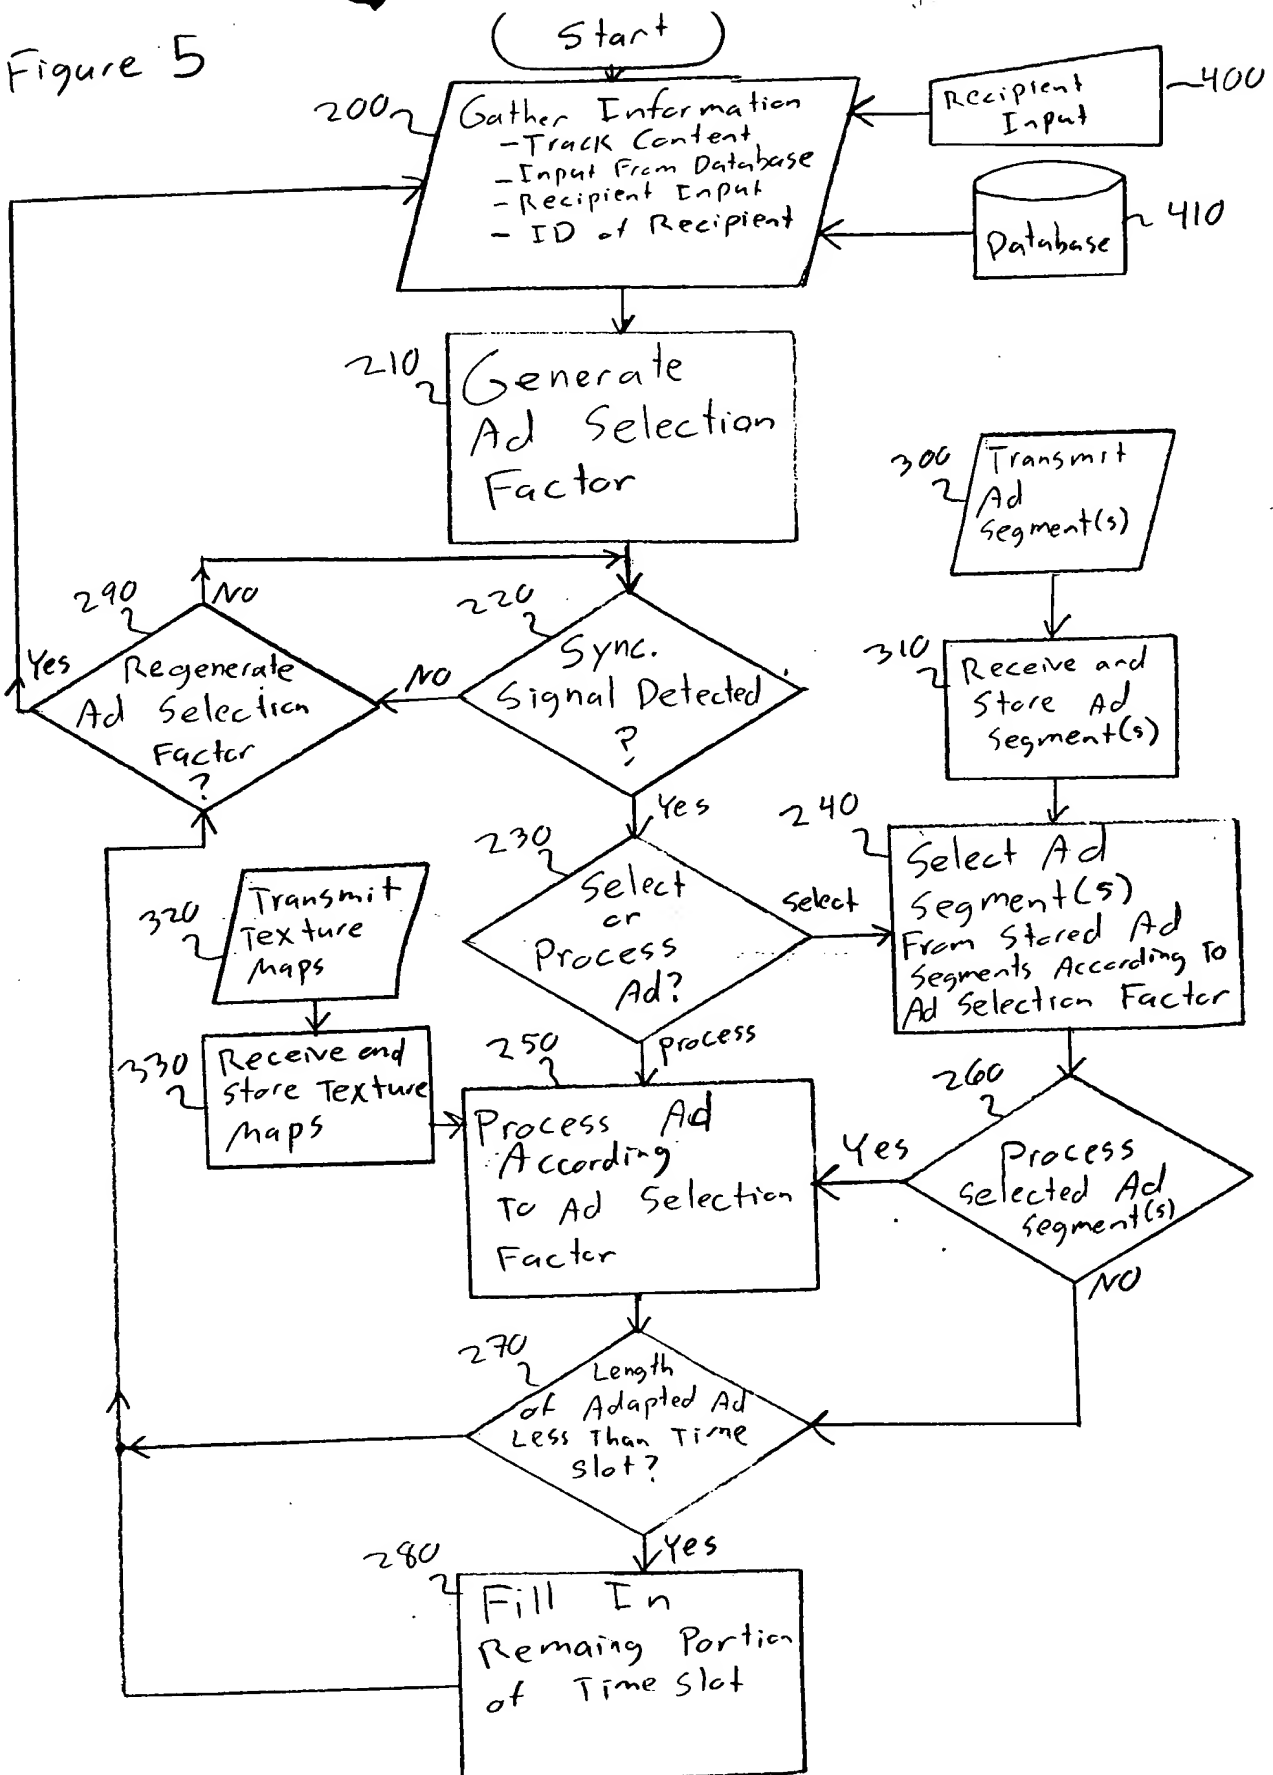 Figure 5
Start
200
Gather Information
- Track Content
- Input From Database
- Recipient Input
- ID of Recipient
Recipient
Input
400
Database
410
210
Generate
Ad Selection
Factor
300
Transmit
Ad
Segment(s)
310
Receive and
Store Ad
Segment(s)
290
No
Yes
Regenerate
Ad Selection
Factor
?
220
Sync.
Signal Detected
?
NO
Yes
230
Select
or
Process
Ad?
Select
process
240
Select Ad
Segment(s)
From Stored Ad
Segments According To
Ad Selection Factor
320
Transmit
Texture
Maps
330
Receive and
Store Texture
Maps
250
Process Ad
According
To Ad Selection
Factor
260
Process
Selected Ad
Segment(s)
Yes
NO
270
Length
of Adapted Ad
Less Than Time
Slot?
Yes
280
Fill In
Remaing Portion
of Time Slot